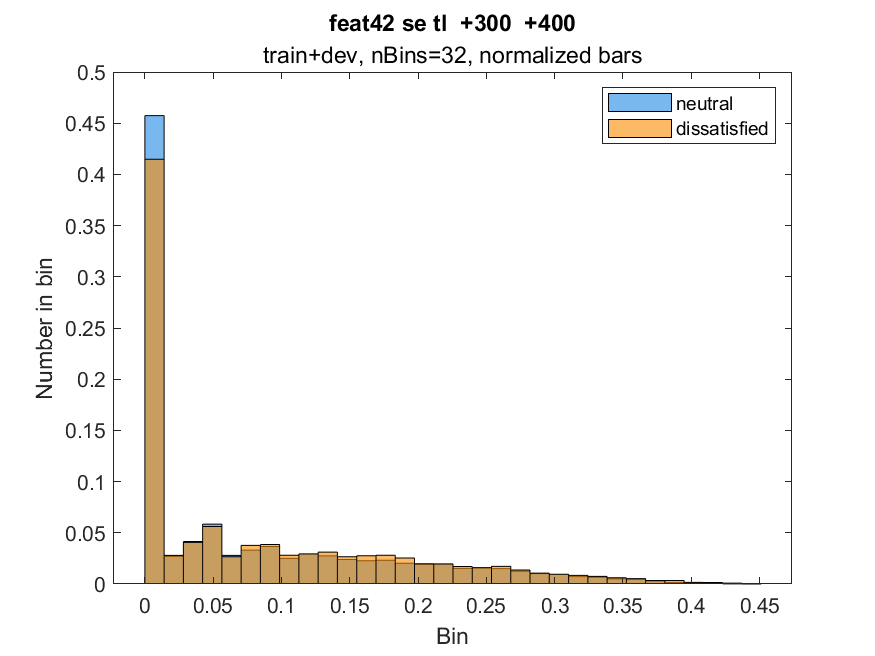 feat42 se tl +300 +400
train+dev, nBins=32, normalized bars
neutral
dissatisfied
0.5
0.45
0.4
0.35
0.3
0.25
0.2
0.15
0.1
0.05
0
Number in bin
0 0.05 0.1 0.15 0.2 0.25 0.3 0.35 0.4 0.45
Bin